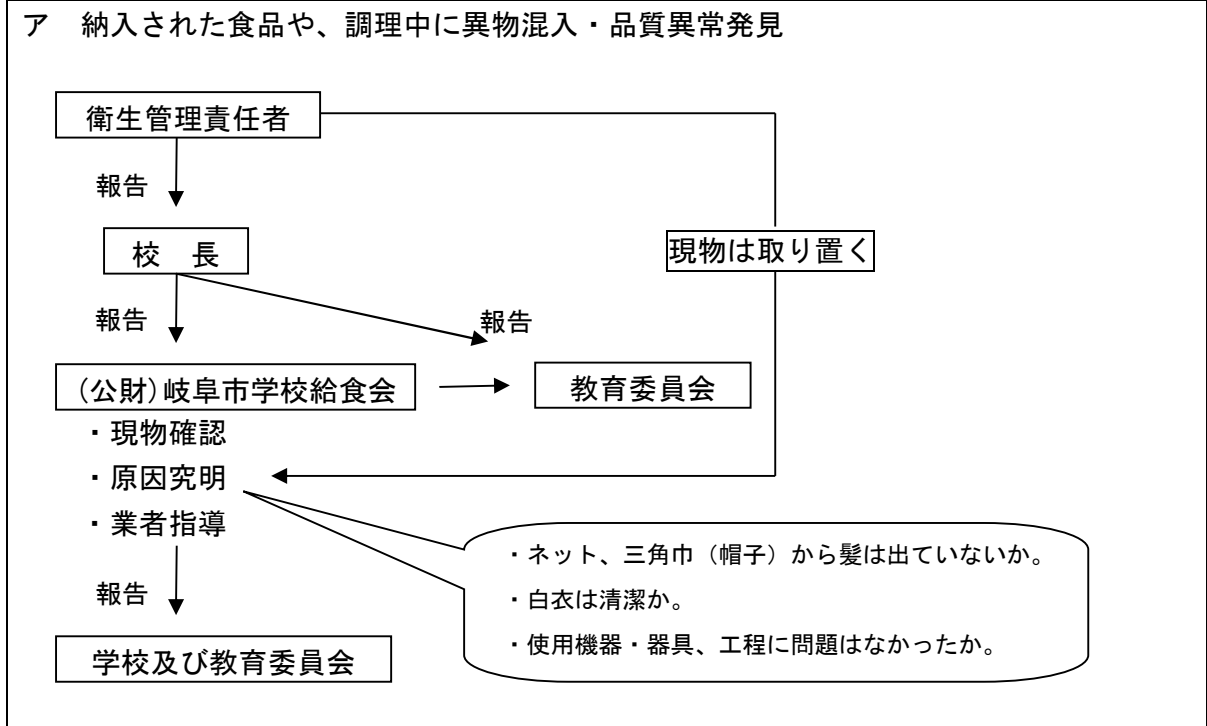 ア　納入された食品や、調理中に異物混入・品質異常発見
衛生管理責任者
報告
校　長
現物は取り置く
報告
報告
(公財)岐阜市学校給食会
教育委員会
・現物確認
・原因究明
・業者指導
・ネット、三角巾（帽子）から髪は出ていないか。
・白衣は清潔か。
・使用機器・器具、工程に問題はなかったか。
報告
学校及び教育委員会